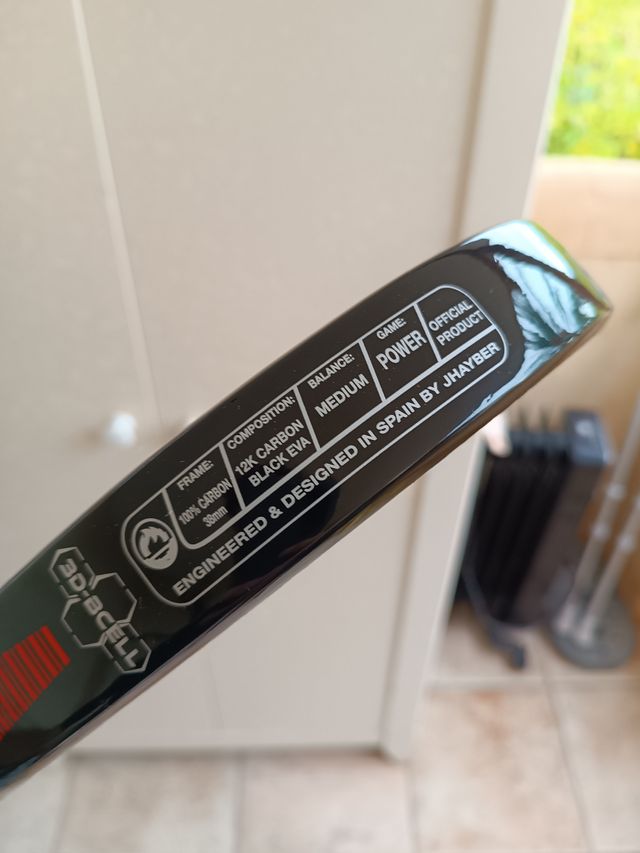 FRAME:
100% CARBON
38mm
COMPOSITION:
12K CARBON
BLACK EVA
BALANCE:
MEDIUM
GAME:
POWER
OFFICIAL
PRODUCT
ENGINEERED & DESIGNED IN SPAIN BY JHAYBER
3D-BCELL